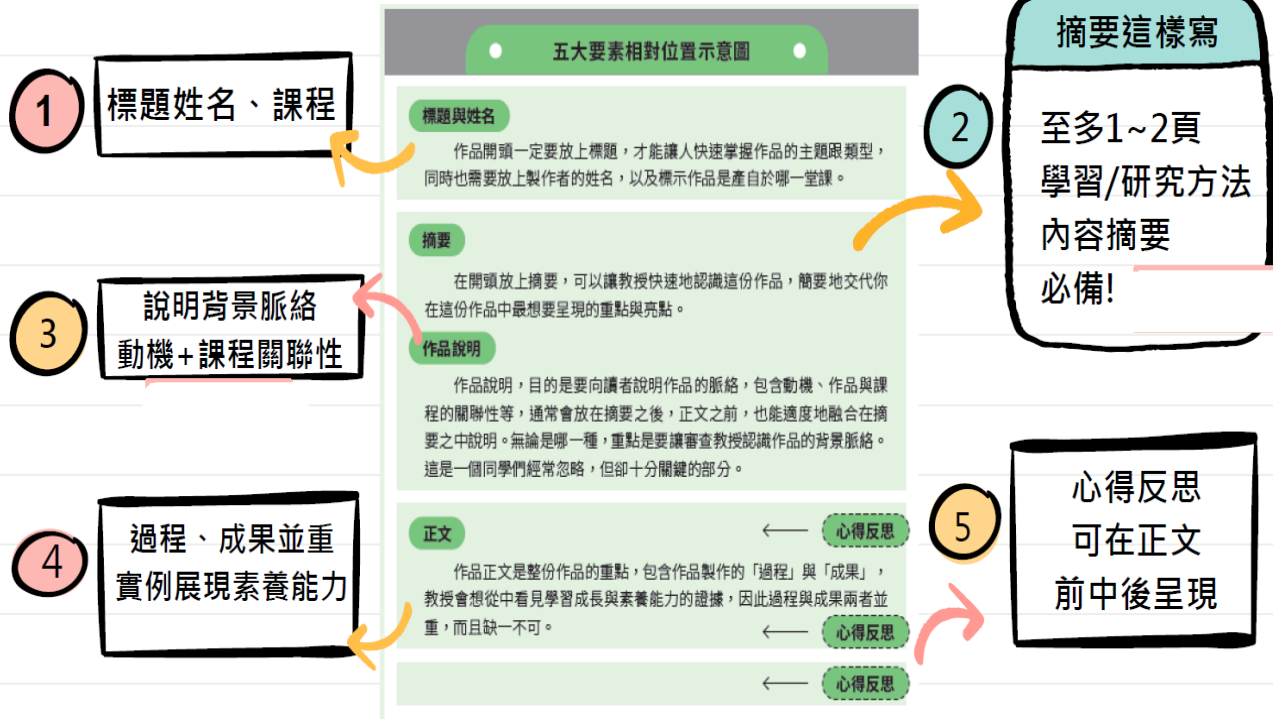 五大要素相對位置示意圖
1
標題姓名、課程
標題與姓名
作品開頭一定要放上標題，才能讓人快速掌握作品的主題跟類型，
同時也需要放上製作者的姓名，以及標示作品是產自於哪一堂課。
2
摘要這樣寫
至多1~2頁
學習/研究方法
內容摘要
必備!
摘要
在開頭放上摘要，可以讓教授快速地認識這份作品，簡要地交代你
在這份作品中最想要呈現的重點與亮點。
3
說明背景脈絡
動機+課程關聯性
作品說明
作品說明，目的是要向讀者說明作品的脈絡，包含動機、作品與課
程的關聯性等，通常會放在摘要之後，正文之前，也能適度地融合在摘
要之中說明。無論是哪一種，重點是要讓審查教授認識作品的背景脈絡。
這是一個同學們經常忽略，但卻十分關鍵的部分。
4
過程、成果並重
實例展現素養能力
正文
心得反思
作品正文是整份作品的重點，包含作品製作的「過程」與「成果」，
教授會想從中看見學習成長與素養能力的證據，因此過程與成果兩者並
重，而且缺一不可。
心得反思
心得反思
5
心得反思
可在正文
前中後呈現